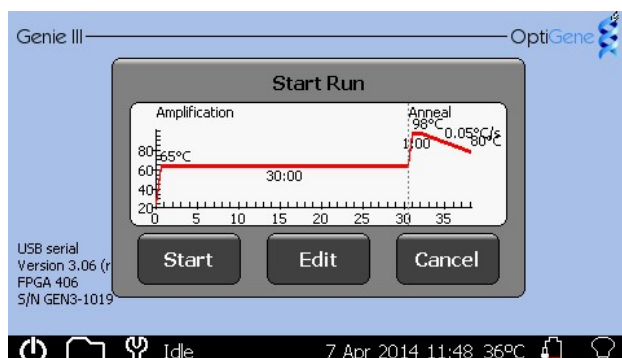 Genie III
OptiGene
Start Run
Amplification
Anneal
98°C
0.05°C/s
80
65°C
1:00
80°C
60
30:00
40
20
0 5 10 15 20 25 30 35
USB serial
Version 3.06 (r
FPGA 406
S/N GEN3-1019
Start
Edit
Cancel
Idle
7 Apr 2014 11:48 36°C